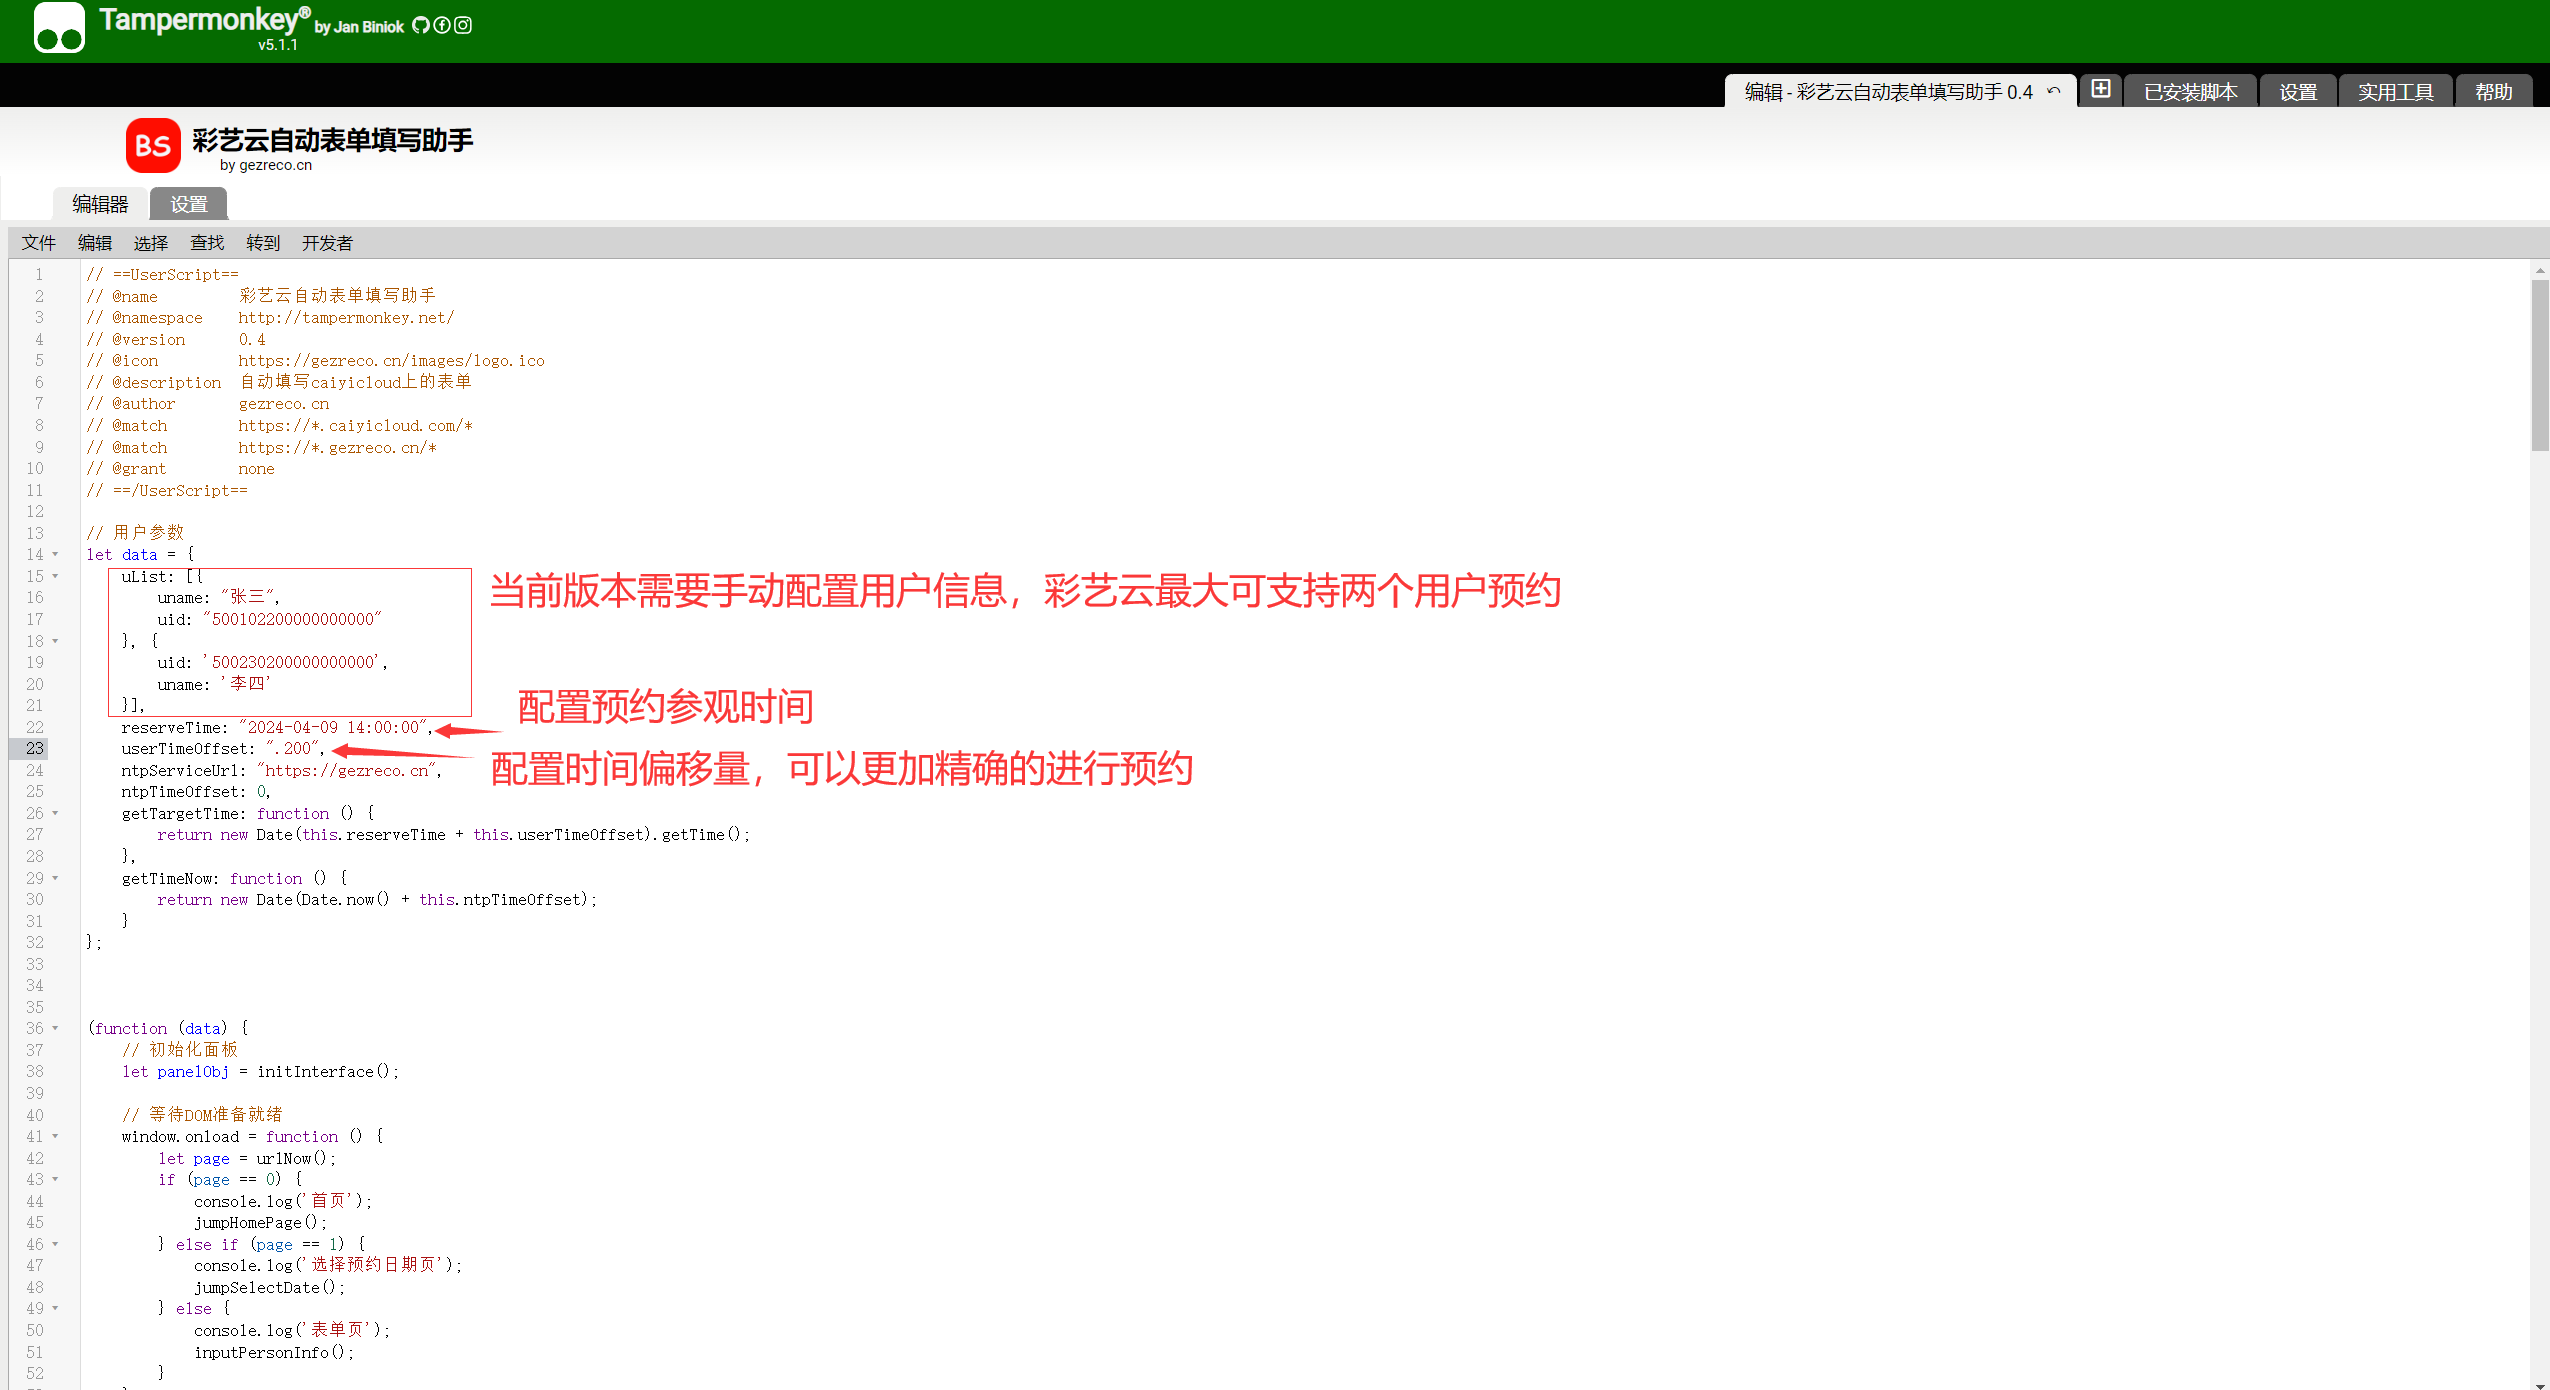 Tampermonkey® by Jan Biniok
v5.1.1
编辑 - 彩艺云自动表单填写助手 0.4
已安装脚本
设置
实用工具
帮助
BS
彩艺云自动表单填写助手
by gezreco.cn
编辑器
设置
文件 编辑 选择 查找 转到 开发者
1 // ==UserScript==
2 // @name 彩艺云自动表单填写助手
3 // @namespace http://tampermonkey.net/
4 // @version 0.4
5 // @icon https://gezreco.cn/images/logo.ico
6 // @description 自动填写caiyicloud上的表单
7 // @author gezreco.cn
8 // @match https://*.caiyicloud.com/*
9 // @match https://*.gezreco.cn/*
10 // @grant none
11 // ==/UserScript==
12
13 // 用户参数
14 let data = {
15 uList: [{
当前版本需要手动配置用户信息，彩艺云最大可支持两个用户预约
16 uname: "张三",
17 uid: "500102200000000000"
18 }, {
19 uid: '500230200000000000',
20 uname: '李四'
21 }],
配置预约参观时间
22 reserveTime: "2024-04-09 14:00:00",
23 userTimeOffset: ".200",
配置时间偏移量，可以更加精确的进行预约
24 ntpServiceUrl: "https://gezreco.cn",
25 ntpTimeOffset: 0,
26 getTargetTime: function () {
27 return new Date(this.reserveTime + this.userTimeOffset).getTime();
28 },
29 getTimeNow: function () {
30 return new Date(Date.now() + this.ntpTimeOffset);
31 }
32 };
33
34
35
36 (function (data) {
37 // 初始化面板
38 let panelObj = initInterface();
39
40 // 等待DOM准备就绪
41 window.onload = function () {
42 let page = urlNow();
43 if (page == 0) {
44 console.log('首页');
45 jumpHomePage();
46 } else if (page == 1) {
47 console.log('选择预约日期页');
48 jumpSelectDate();
49 } else {
50 console.log('表单页');
51 inputPersonInfo();
52 }